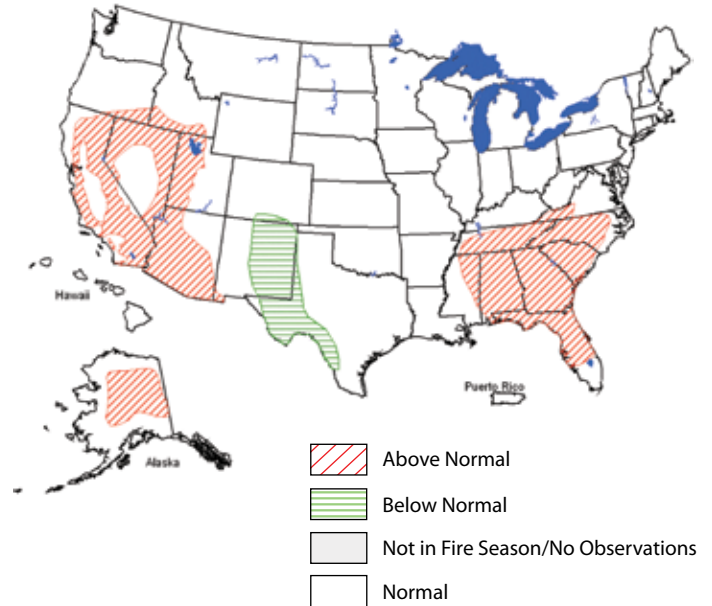 Hawaii
Puerto Rico
Alaska
Above Normal
Below Normal
Not in Fire Season/No Observations
Normal